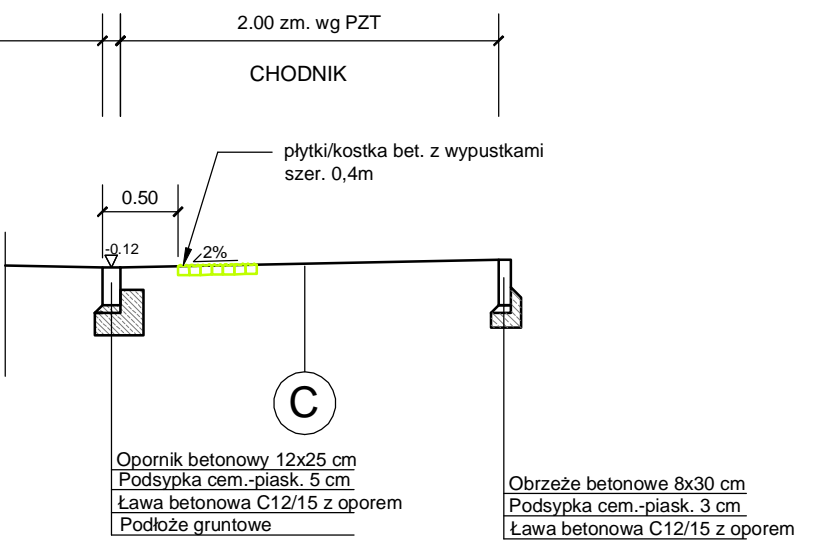 2.00 zm. wg PZT
CHODNIK
płytki/kostka bet. z wypustkami
szer. 0,4m
0.50
-0.12
2%
C
Opornik betonowy 12x25 cm
Podsypka cem.-piask. 5 cm
Ława betonowa C12/15 z oporem
Podłoże gruntowe
Obrzeże betonowe 8x30 cm
Podsypka cem.-piask. 3 cm
Ława betonowa C12/15 z oporem